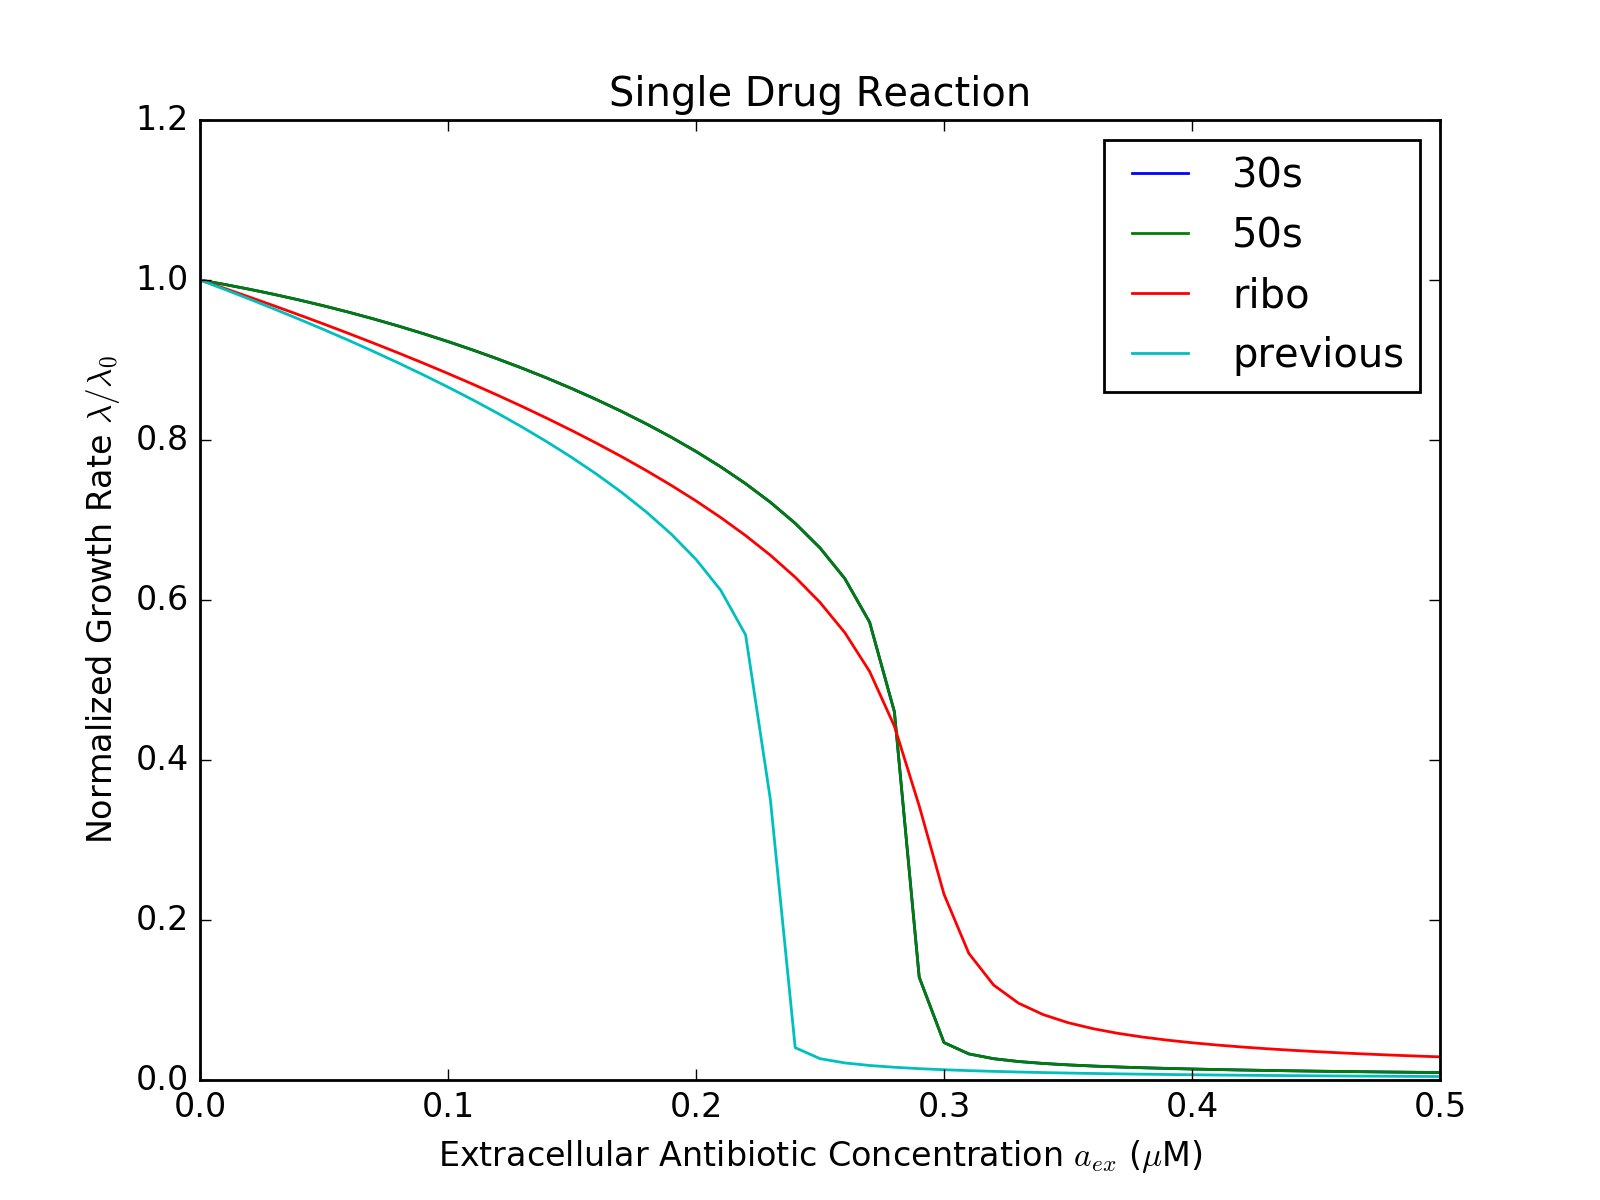 Single Drug Reaction
1.2
1.0
0.8
0.6
0.4
0.2
0.0
Normalized Growth Rate λ/λ₀
30s
50s
ribo
previous
0.0 0.1 0.2 0.3 0.4 0.5
Extracellular Antibiotic Concentration aₑₓ (μM)